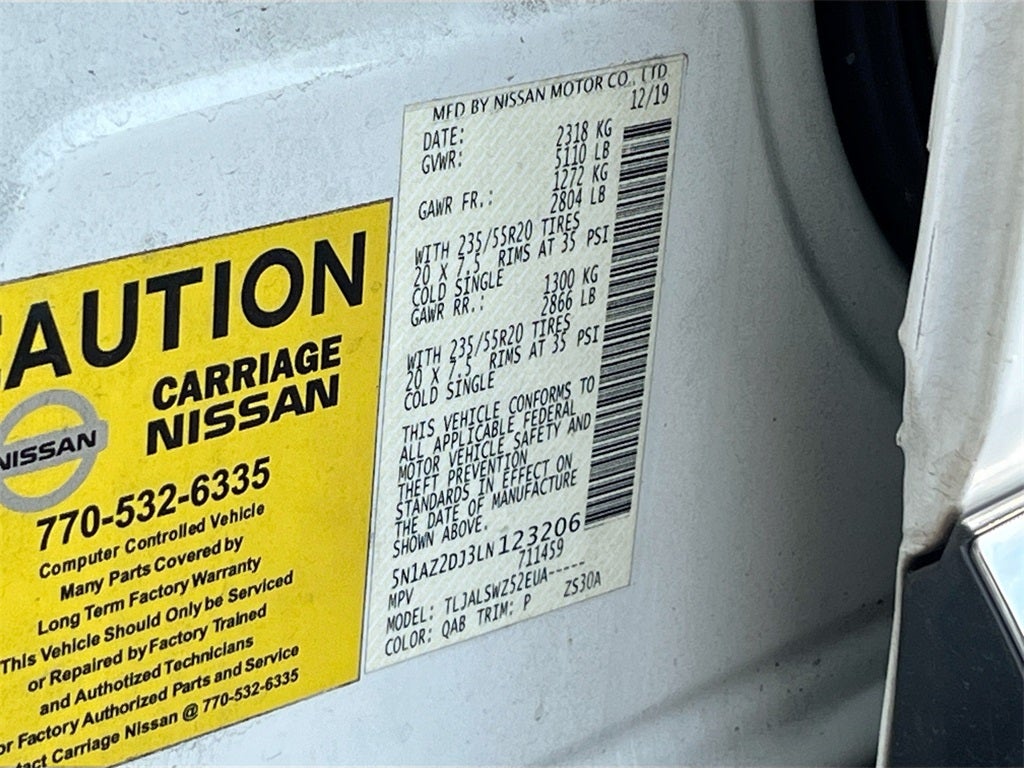 CAUTION
NISSAN
CARRIAGE
NISSAN
770-532-6335
Computer Controlled Vehicle
Many Parts Covered by
Long Term Factory Warranty
This Vehicle Should Only be Serviced
or Repaired by Factory Trained
and Authotized Technicians
Factory Authorized Parts and Service
Carriage Nissan @ 770-532-6335
MFD BY NISSAN MOTOR CO., LTD
DATE: 12/19
GVWR: 2318 KG
5110 LB
GAWR FR.: 1272 KG
2804 LB
WITH 235/55R20 TIRES
20 X 7.5 RIMS AT 35 PSI
COLD SINGLE
GAWR RR.: 1300 KG
2866 LB
WITH 235/55R20 TIRES
20 X 7.5 RIMS AT 35 PSI
COLD SINGLE
THIS VEHICLE CONFORMS TO
ALL APPLICABLE FEDERAL
MOTOR VEHICLE SAFETY AND
THEFT PREVENTION
STANDARDS IN EFFECT ON
THE DATE OF MANUFACTURE
SHOWN ABOVE.
5N1AZ2DJ3LN123206
MPV 711459
MODEL: TLJALSWZ52EUA-----
COLOR: QAB TRIM: P ZS30A